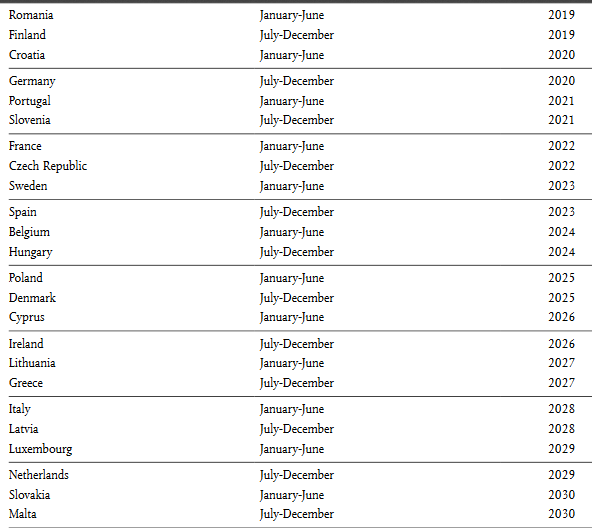 Romania January-June 2019
Finland July-December 2019
Croatia January-June 2020
Germany July-December 2020
Portugal January-June 2021
Slovenia July-December 2021
France January-June 2022
Czech Republic July-December 2022
Sweden January-June 2023
Spain July-December 2023
Belgium January-June 2024
Hungary July-December 2024
Poland January-June 2025
Denmark July-December 2025
Cyprus January-June 2026
Ireland July-December 2026
Lithuania January-June 2027
Greece July-December 2027
Italy January-June 2028
Latvia July-December 2028
Luxembourg January-June 2029
Netherlands July-December 2029
Slovakia January-June 2030
Malta July-December 2030